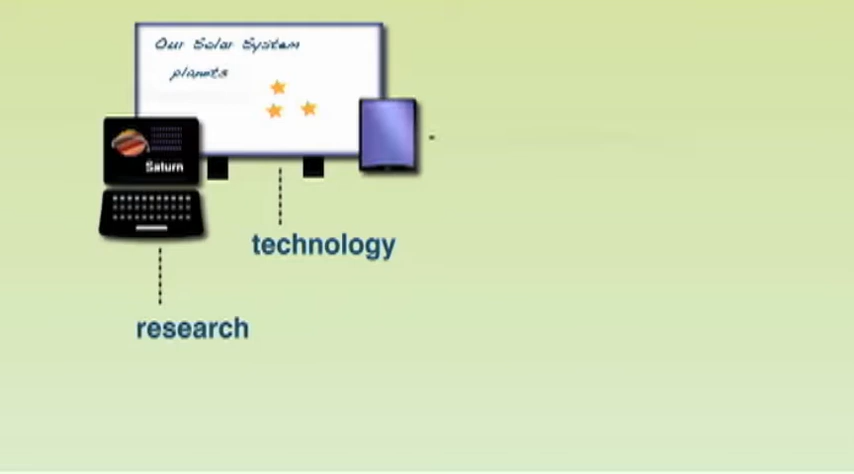 Our Solar System
planets
Saturn
technology
research